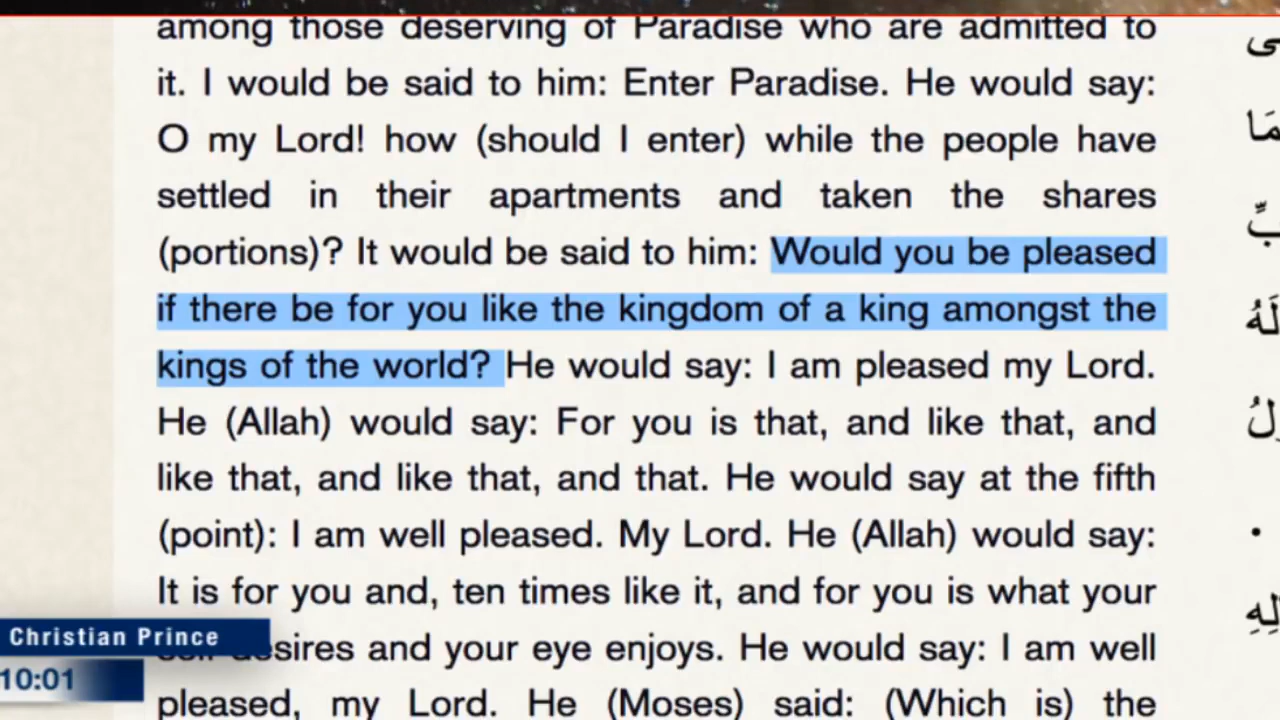 among those deserving of Paradise who are admitted to
it. I would be said to him: Enter Paradise. He would say:
O my Lord! how (should I enter) while the people have
settled in their apartments and taken the shares
(portions)? It would be said to him: Would you be pleased
if there be for you like the kingdom of a king amongst the
kings of the world? He would say: I am pleased my Lord.
He (Allah) would say: For you is that, and like that, and
like that, and like that, and that. He would say at the fifth
(point): I am well pleased. My Lord. He (Allah) would say:
It is for you and, ten times like it, and for you is what your
desires and your eye enjoys. He would say: I am well
pleased, my Lord. He (Moses) said: (Which is) the
Christian Prince
10:01